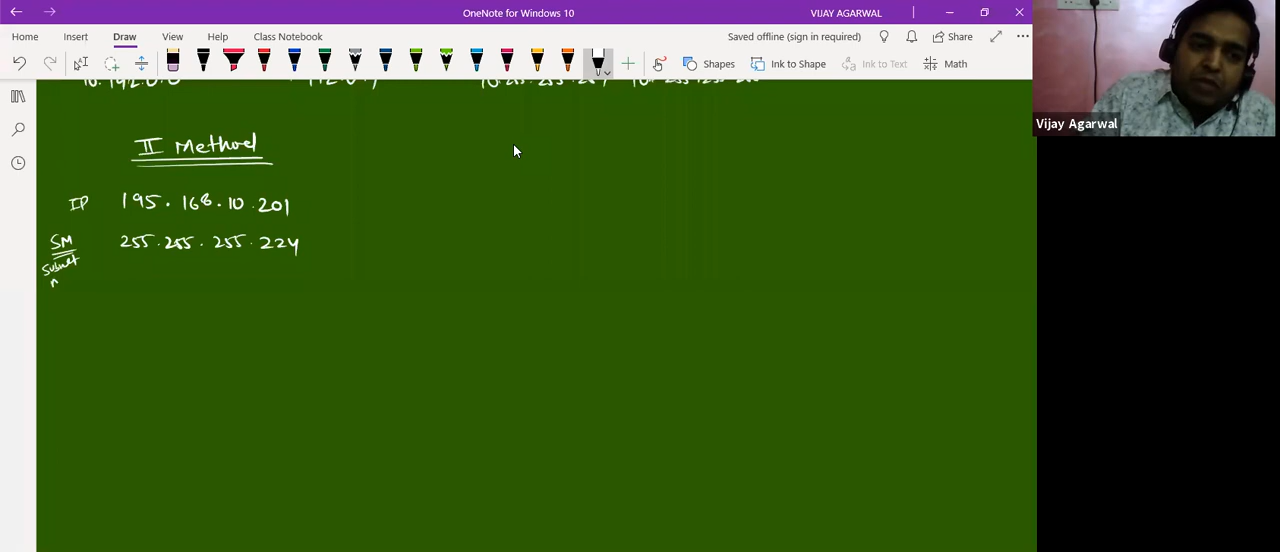 OneNote for Windows 10
VIJAY AGARWAL
Home Insert Draw View Help Class Notebook
Saved offline (sign in required) Share
Shapes Ink to Shape Ink to Text Math
Vijay Agarwal
II Method
IP 195.168.10.201
SM 255.255.255.224
Subnet